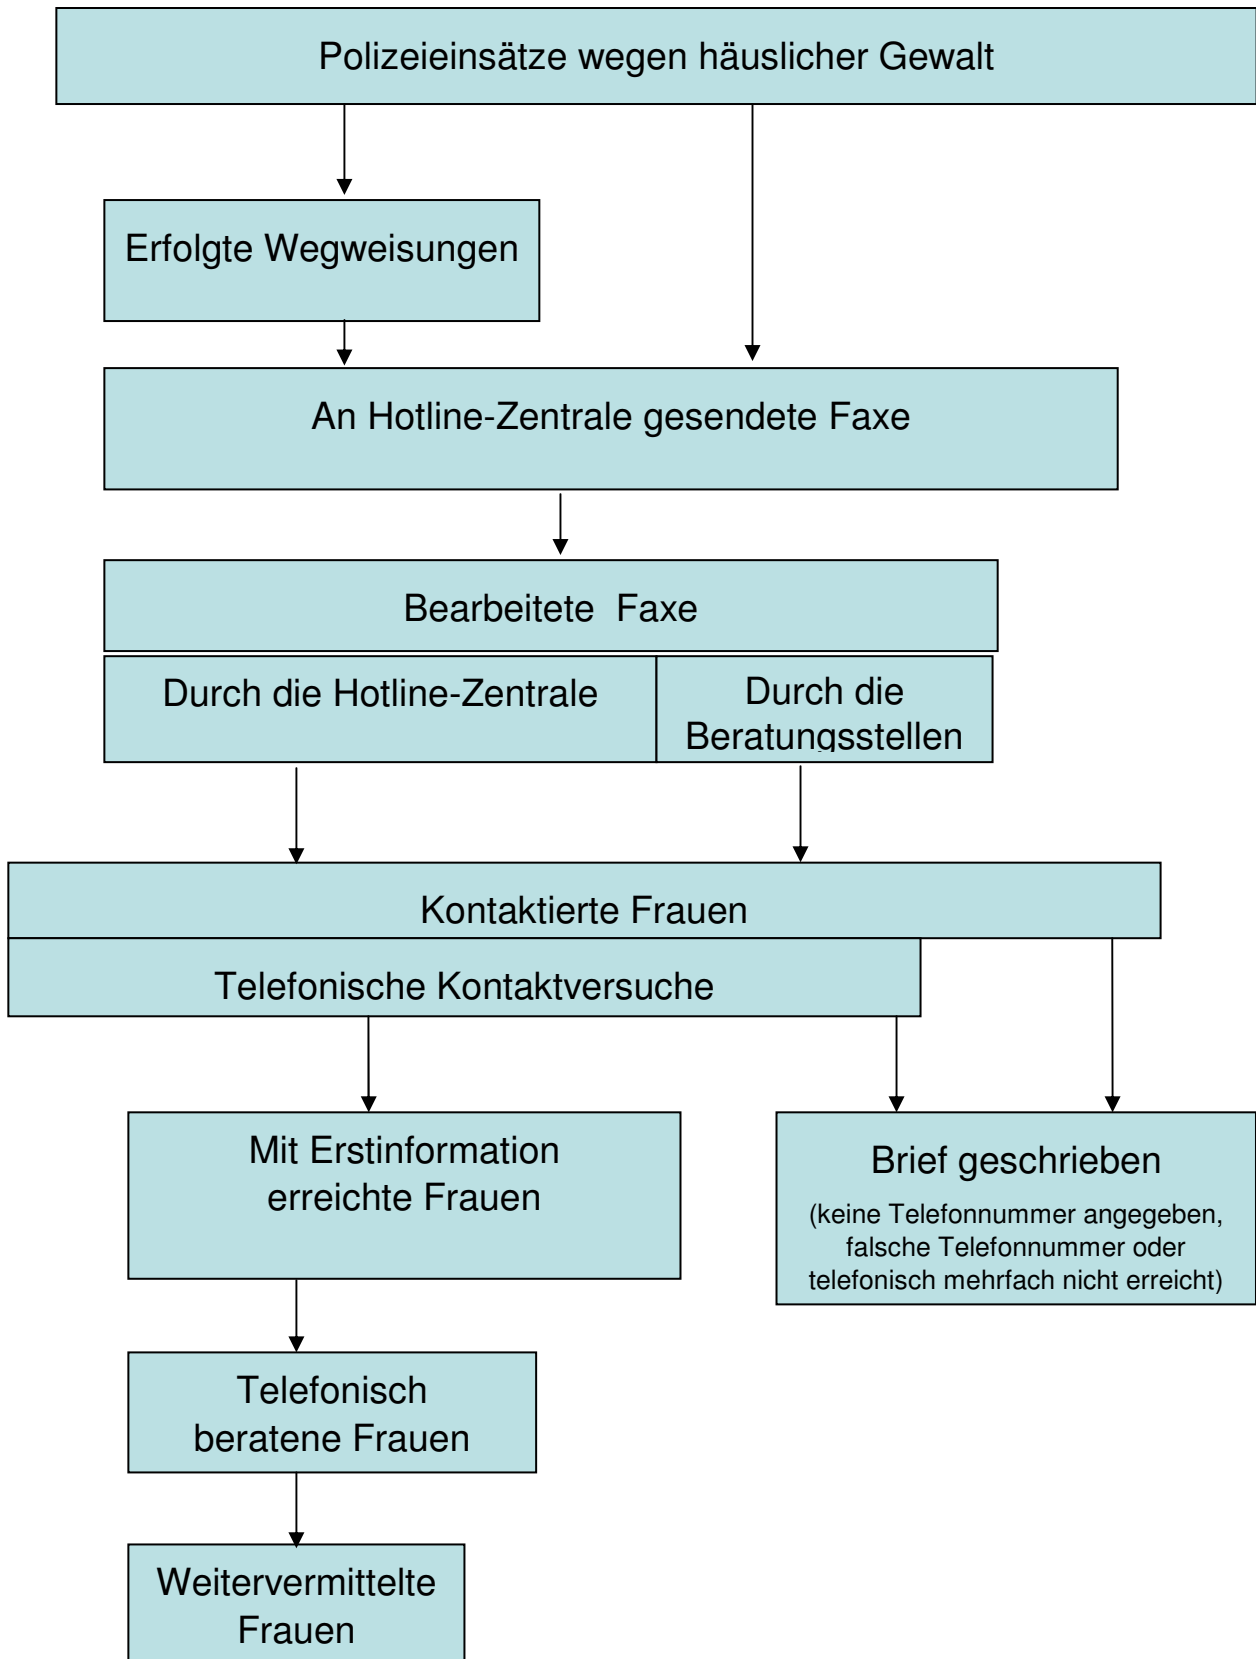 Polizeieinsätze wegen häuslicher Gewalt
Erfolgte Wegweisungen
An Hotline-Zentrale gesendete Faxe
Bearbeitete  Faxe
Durch die Hotline-Zentrale
Durch die
Beratungsstellen
Kontaktierte Frauen
Telefonische Kontaktversuche
Mit Erstinformation
erreichte Frauen
Brief geschrieben
(keine Telefonnummer angegeben,
falsche Telefonnummer oder
telefonisch mehrfach nicht erreicht)
Telefonisch
beratene Frauen
Weitervermittelte
Frauen